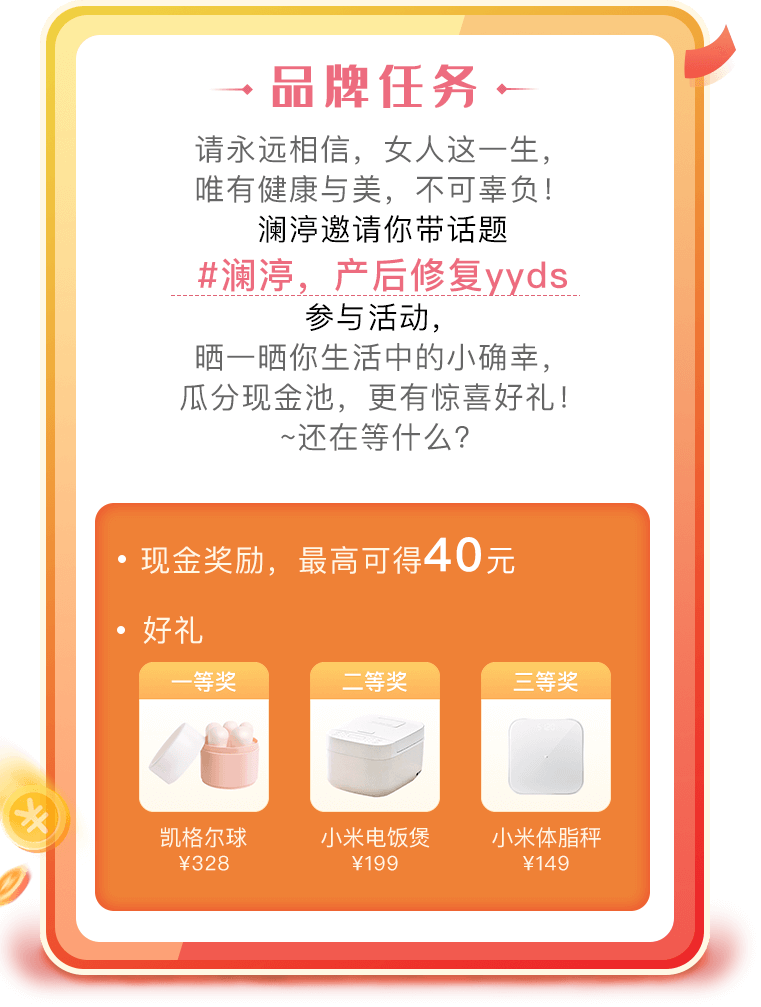 品牌任务
请永远相信，女人这一生，
唯有健康与美，不可辜负！
澜渟邀请你带话题
#澜渟，产后修复yyds
参与活动，
晒一晒你生活中的小确幸，
瓜分现金池，更有惊喜好礼！
~还在等什么？
• 现金奖励，最高可得40元
• 好礼
一等奖
二等奖
三等奖
凯格尔球
小米电饭煲
小米体脂秤
¥328
¥199
¥149